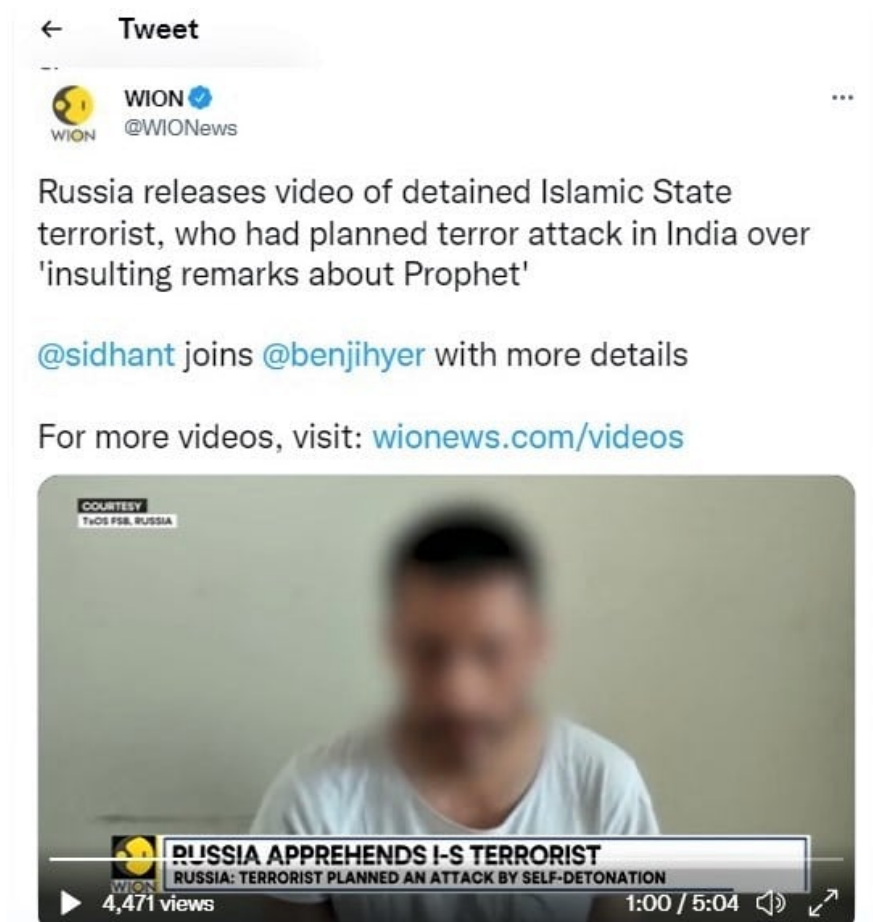 Tweet
WION
@WIONews
WION
Russia releases video of detained Islamic State
terrorist, who had planned terror attack in India over
'insulting remarks about Prophet'
@sidhant joins @benjihyer with more details
For more videos, visit: wionews.com/videos
COURTESY
TsOS FSB, RUSSIA
RUSSIA APPREHENDS I-S TERRORIST
RUSSIA: TERRORIST PLANNED AN ATTACK BY SELF-DETONATION
WION
4,471 views
1:00 / 5:04